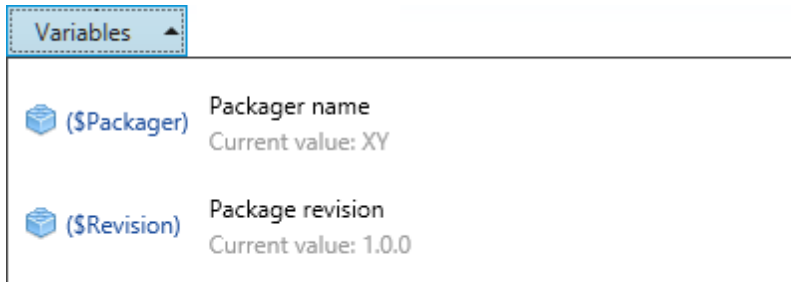 Variables
($Packager)
Packager name
Current value: XY
($Revision)
Package revision
Current value: 1.0.0